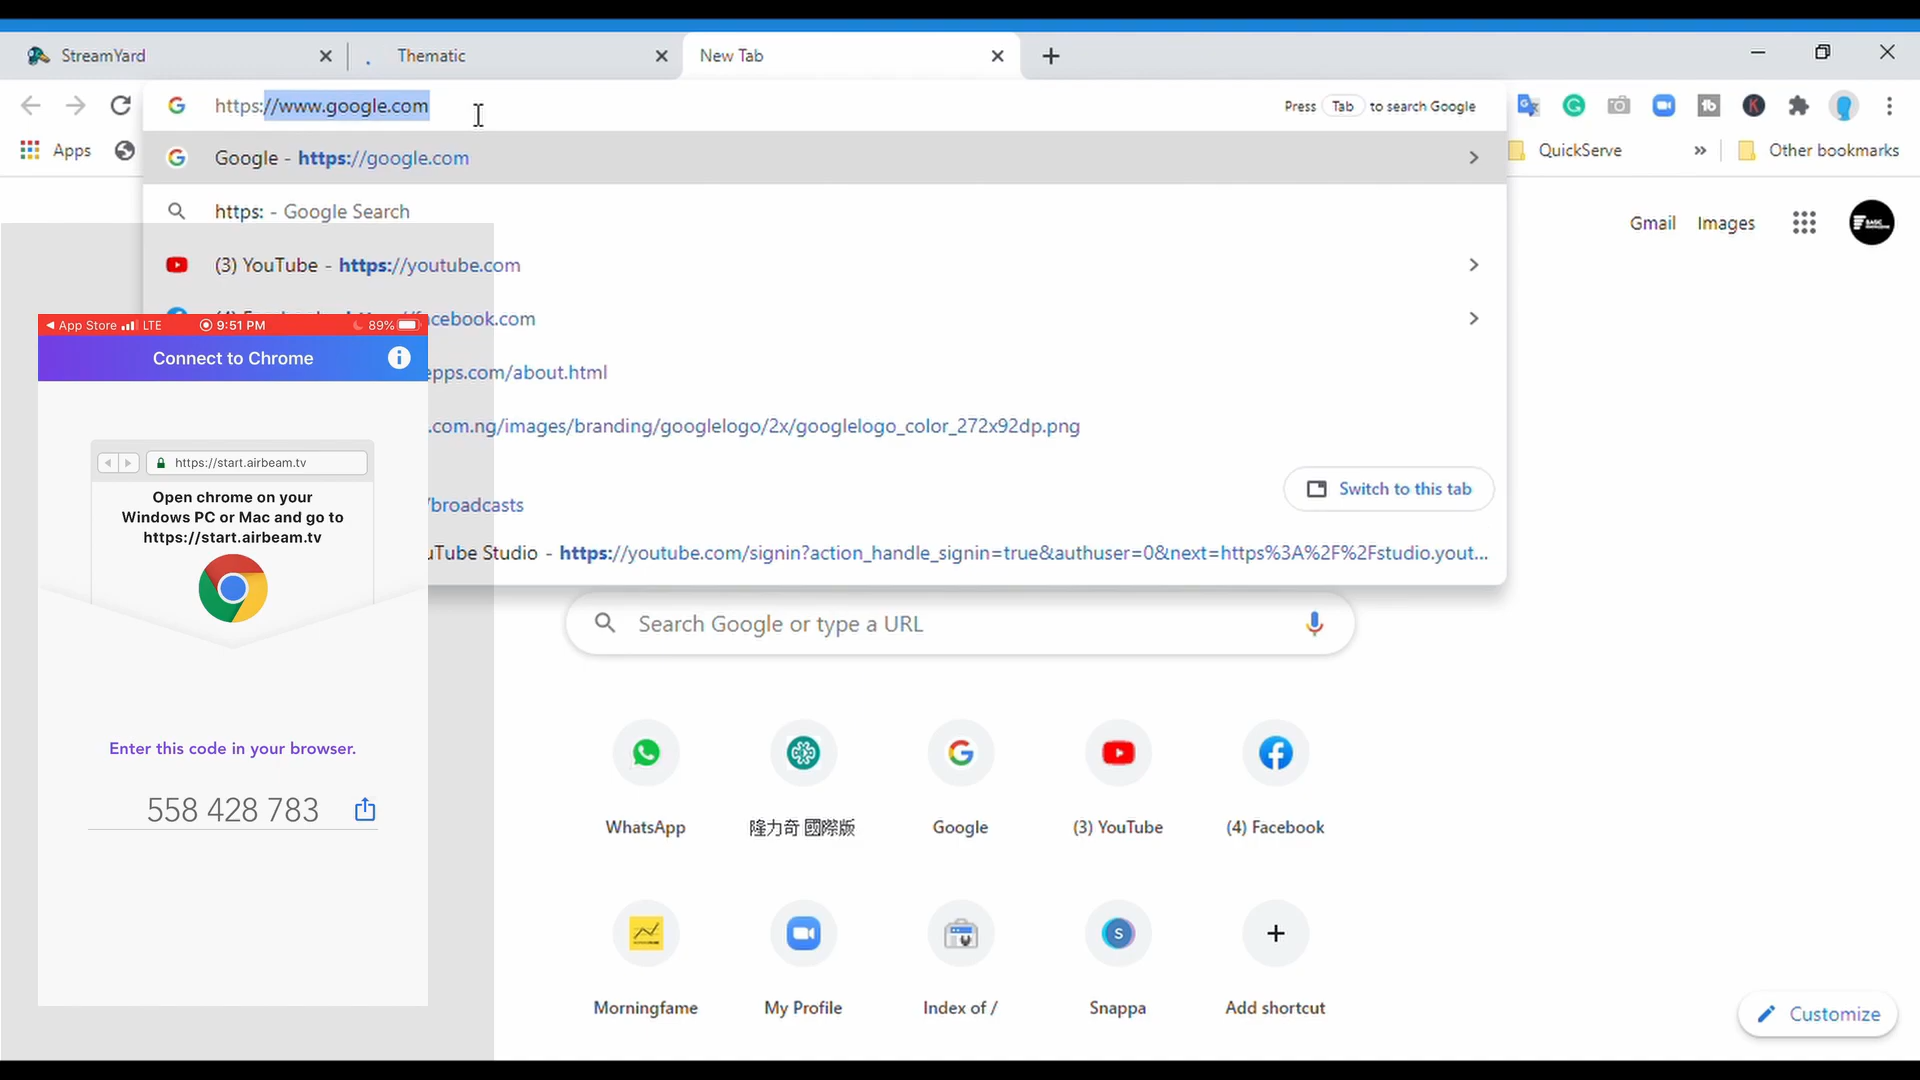 StreamYard
Thematic
New Tab
https://www.google.com
Press Tab to search Google
Apps
QuickServe
Other bookmarks
Google - https://google.com
https: - Google Search
Gmail
Images
(3) YouTube - https://youtube.com
facebook.com
epps.com/about.html
.com.ng/images/branding/googlelogo/2x/googlelogo_color_272x92dp.png
/broadcasts
Switch to this tab
uTube Studio - https://youtube.com/signin?action_handle_signin=true&authuser=0&next=https%3A%2F%2Fstudio.yout...
App Store LTE 9:51 PM 89%
Connect to Chrome
https://start.airbeam.tv
Open chrome on your
Windows PC or Mac and go to
https://start.airbeam.tv
Enter this code in your browser.
558 428 783
Search Google or type a URL
WhatsApp
隆力奇 國際版
Google
(3) YouTube
(4) Facebook
Morningfame
My Profile
Index of /
Snappa
Add shortcut
Customize